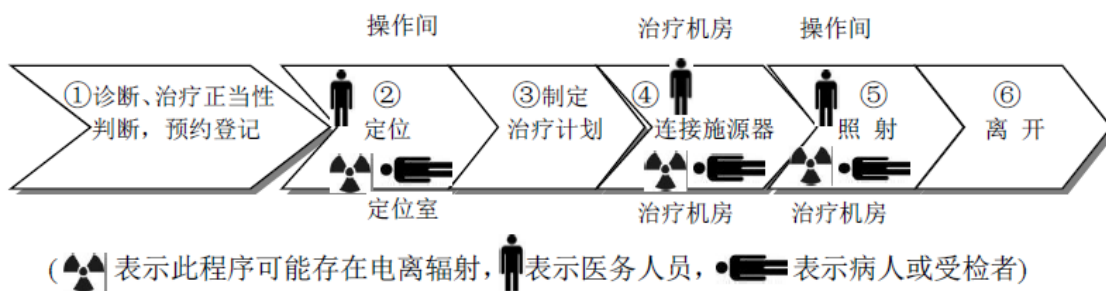 操作间 治疗机房 操作间
①诊断、治疗正当性 ② ③制定 ④ ⑤ ⑥
判断，预约登记 定位 治疗计划 连接施源器 照射 离 开
定位室 治疗机房 治疗机房
( 表示此程序可能存在电离辐射， 表示医务人员， 表示病人或受检者)